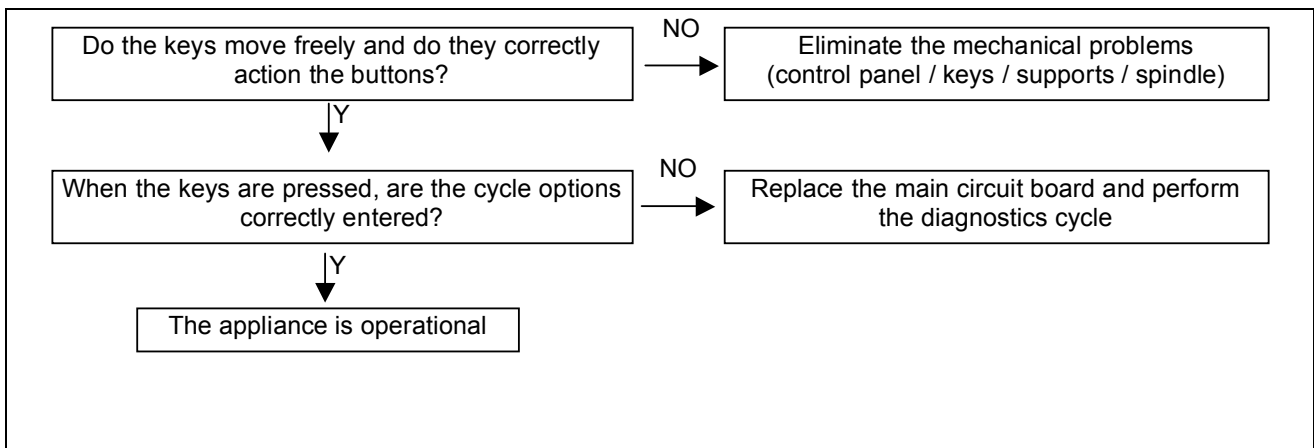 Do the keys move freely and do they correctly
action the buttons?
NO
Eliminate the mechanical problems
(control panel / keys / supports / spindle)
Y
When the keys are pressed, are the cycle options
correctly entered?
NO
Replace the main circuit board and perform
the diagnostics cycle
Y
The appliance is operational